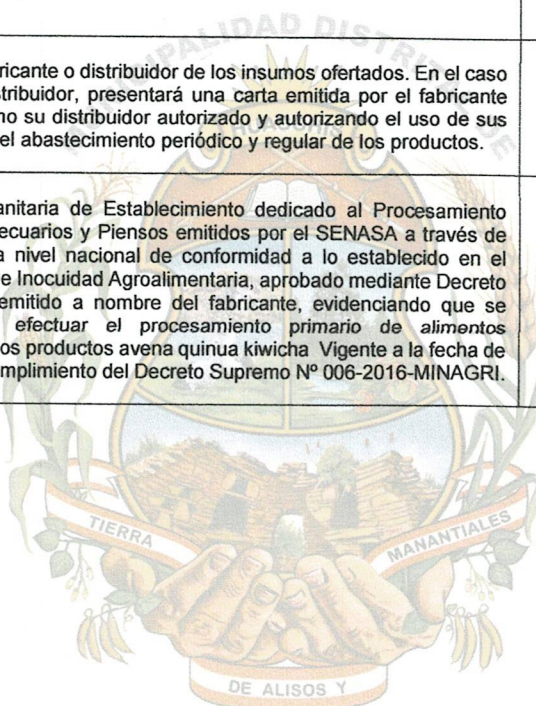 ricante o distribuidor de los insumos ofertados. En el caso
stribuidor, presentará una carta emitida por el fabricante
mo su distribuidor autorizado y autorizando el uso de sus
el abastecimiento periódico y regular de los productos.
anitaria de Establecimiento dedicado al Procesamiento
ecuarios y Piensos emitidos por el SENASA a través de
a nivel nacional de conformidad a lo establecido en el
e Inocuidad Agroalimentaria, aprobado mediante Decreto
emitido a nombre del fabricante, evidenciando que se
efectuar el procesamiento primario de alimentos
os productos avena quinua kiwicha Vigente a la fecha de
mplimiento del Decreto Supremo Nº 006-2016-MINAGRI.
TIERRA
MANANTIALES
DE ALISOS Y